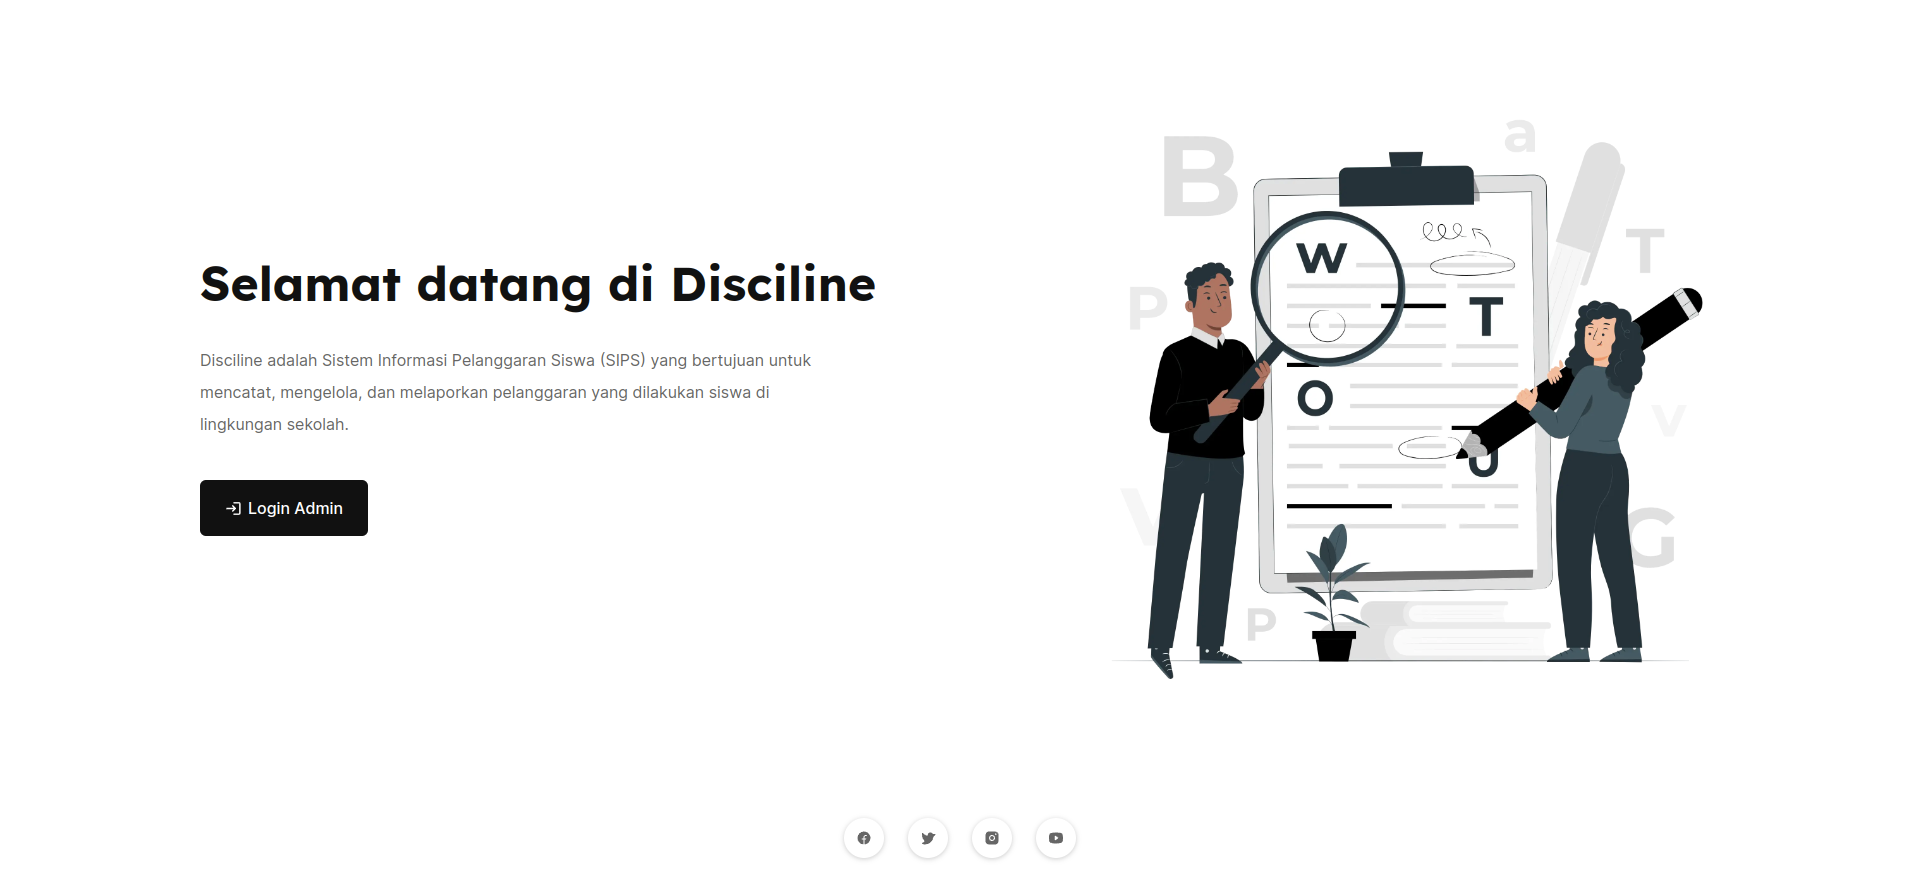 Selamat datang di Disciline
Disciline adalah Sistem Informasi Pelanggaran Siswa (SIPS) yang bertujuan untuk
mencatat, mengelola, dan melaporkan pelanggaran yang dilakukan siswa di
lingkungan sekolah.
Login Admin
B
a
W
T
P
T
O
V
U
V
G
P